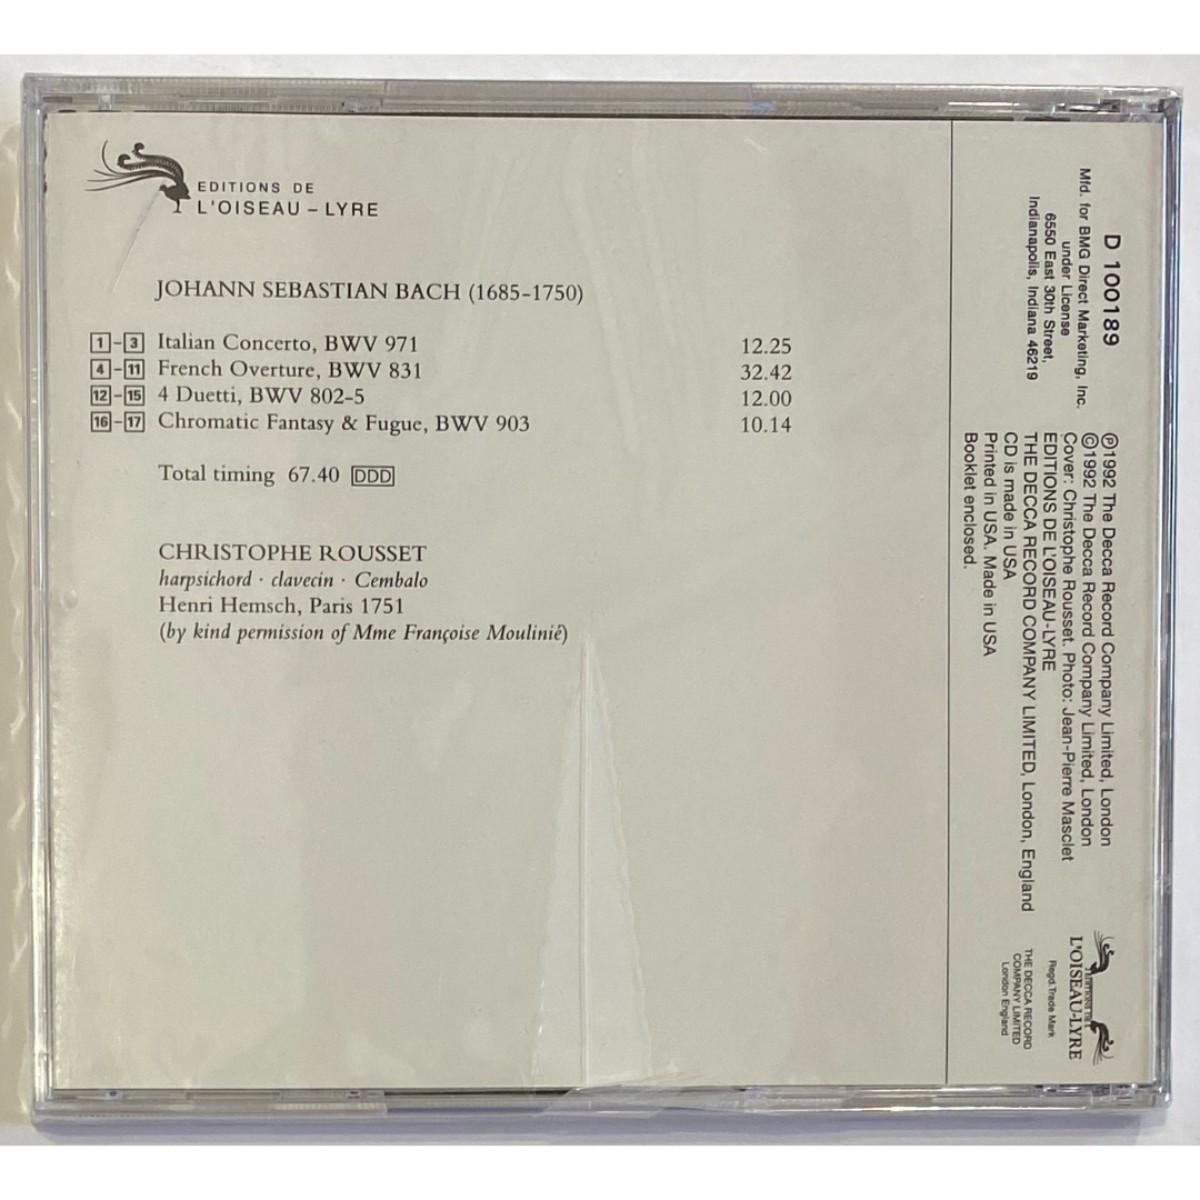 EDITIONS DE
L'OISEAU-LYRE
JOHANN SEBASTIAN BACH (1685-1750)
1-3 Italian Concerto, BWV 971 12.25
4-11 French Overture, BWV 831 32.42
12-15 4 Duetti, BWV 802-5 12.00
16-17 Chromatic Fantasy & Fugue, BWV 903 10.14
Total timing 67.40 DDD
CHRISTOPHE ROUSSET
harpsichord · clavecin · Cembalo
Henri Hemsch, Paris 1751
(by kind permission of Mme Françoise Moulinié)
D 100189
Mfd. for BMG Direct Marketing, Inc.
under License
6550 East 30th Street,
Indianapolis, Indiana 46219
℗1992 The Decca Record Company Limited, London
©1992 The Decca Record Company Limited, London
Cover: Christophe Rousset. Photo: Jean-Pierre Masclet
EDITIONS DE L'OISEAU-LYRE
THE DECCA RECORD COMPANY LIMITED, London, England
CD is made in USA
Printed in USA. Made in USA
Booklet enclosed.
EDITIONS DE
L'OISEAU-LYRE
Regd. Trade Mark
THE DECCA RECORD
COMPANY LIMITED
London England